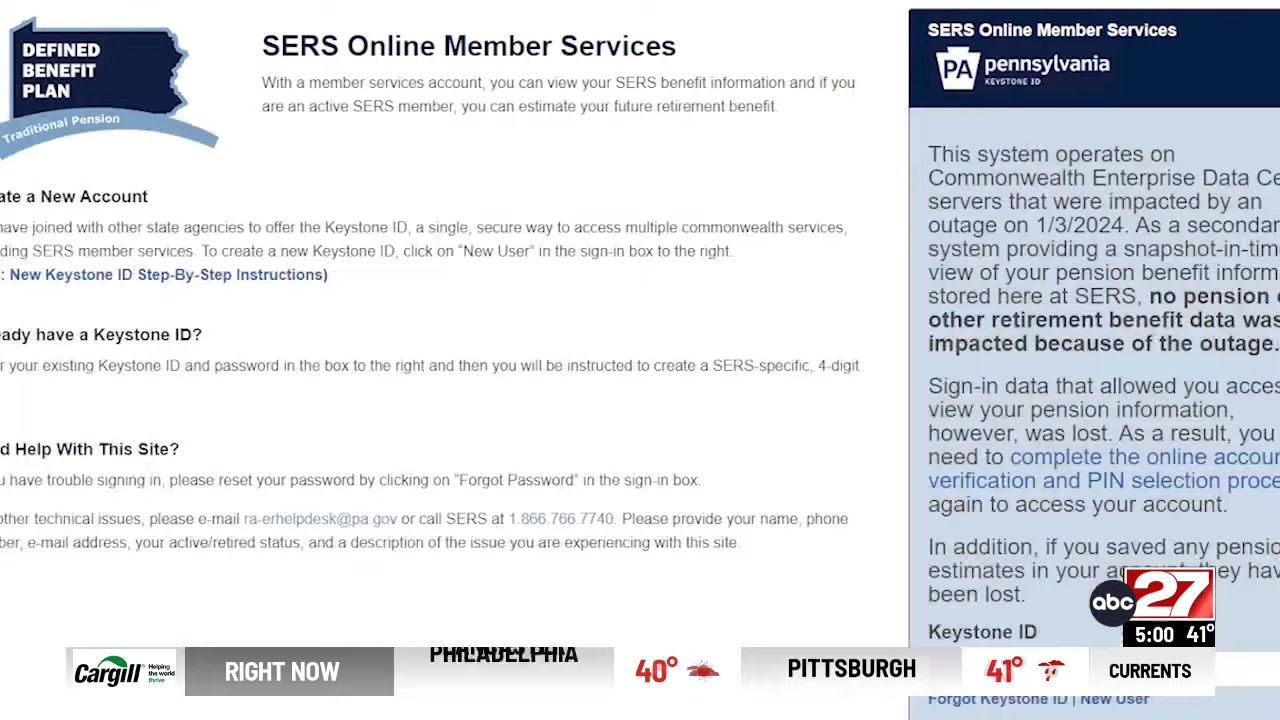 DEFINED
BENEFIT
PLAN
Traditional Pension
SERS Online Member Services
With a member services account, you can view your SERS benefit information and if you
are an active SERS member, you can estimate your future retirement benefit.
ate a New Account
have joined with other state agencies to offer the Keystone ID, a single, secure way to access multiple commonwealth services,
ding SERS member services. To create a new Keystone ID, click on “New User” in the sign-in box to the right.
: New Keystone ID Step-By-Step Instructions)
eady have a Keystone ID?
r your existing Keystone ID and password in the box to the right and then you will be instructed to create a SERS-specific, 4-digit
d Help With This Site?
u have trouble signing in, please reset your password by clicking on “Forgot Password” in the sign-in box.
other technical issues, please e-mail ra-erhelpdesk@pa.gov or call SERS at 1.866.766.7740. Please provide your name, phone
ber, e-mail address, your active/retired status, and a description of the issue you are experiencing with this site.
SERS Online Member Services
PA pennsylvania
KEYSTONE ID
This system operates on
Commonwealth Enterprise Data Ce
servers that were impacted by an
outage on 1/3/2024. As a secondar
system providing a snapshot-in-tim
view of your pension benefit inform
stored here at SERS, no pension
other retirement benefit data was
impacted because of the outage.
Sign-in data that allowed you acces
view your pension information,
however, was lost. As a result, you
need to complete the online accoun
verification and PIN selection proce
again to access your account.
In addition, if you saved any pensio
estimates in your account, they hav
been lost.
Keystone ID
Forgot Keystone ID | New User
abc 27
5:00 41°
Cargill Helping the world thrive
RIGHT NOW
PHILADELPHIA
40°
PITTSBURGH
41°
CURRENTS